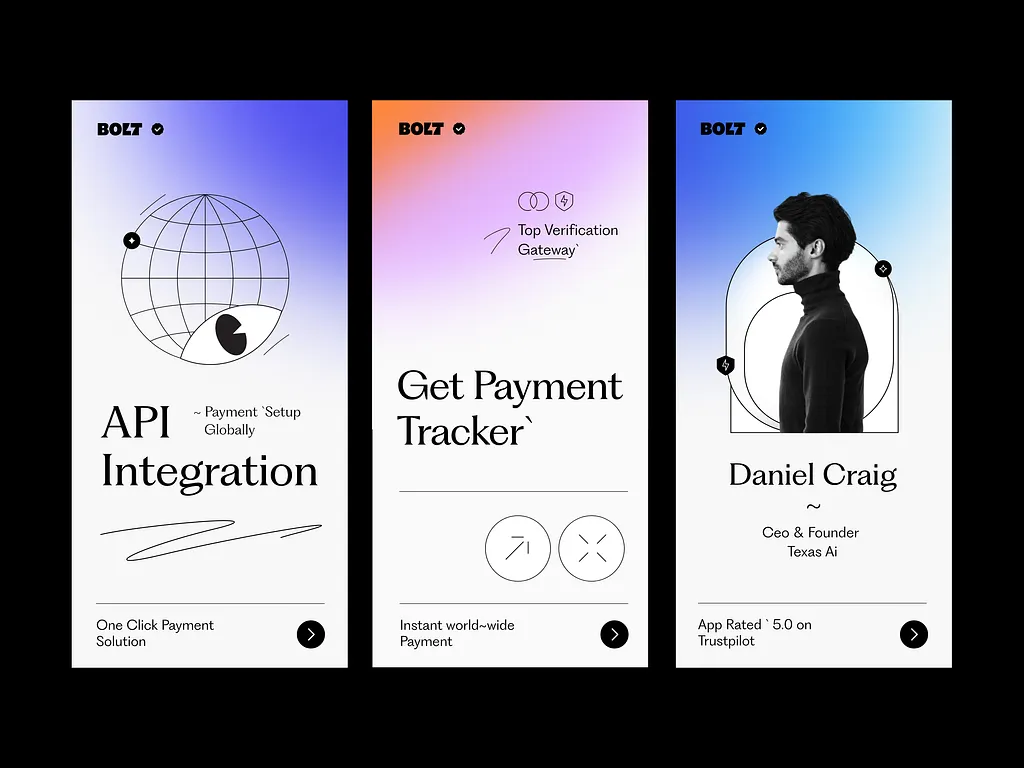 BOLT
API
~ Payment `Setup
Globally
Integration
One Click Payment
Solution
BOLT
Top Verification
Gateway`
Get Payment
Tracker`
Instant world~wide
Payment
BOLT
Daniel Craig
~
Ceo & Founder
Texas Ai
App Rated ` 5.0 on
Trustpilot